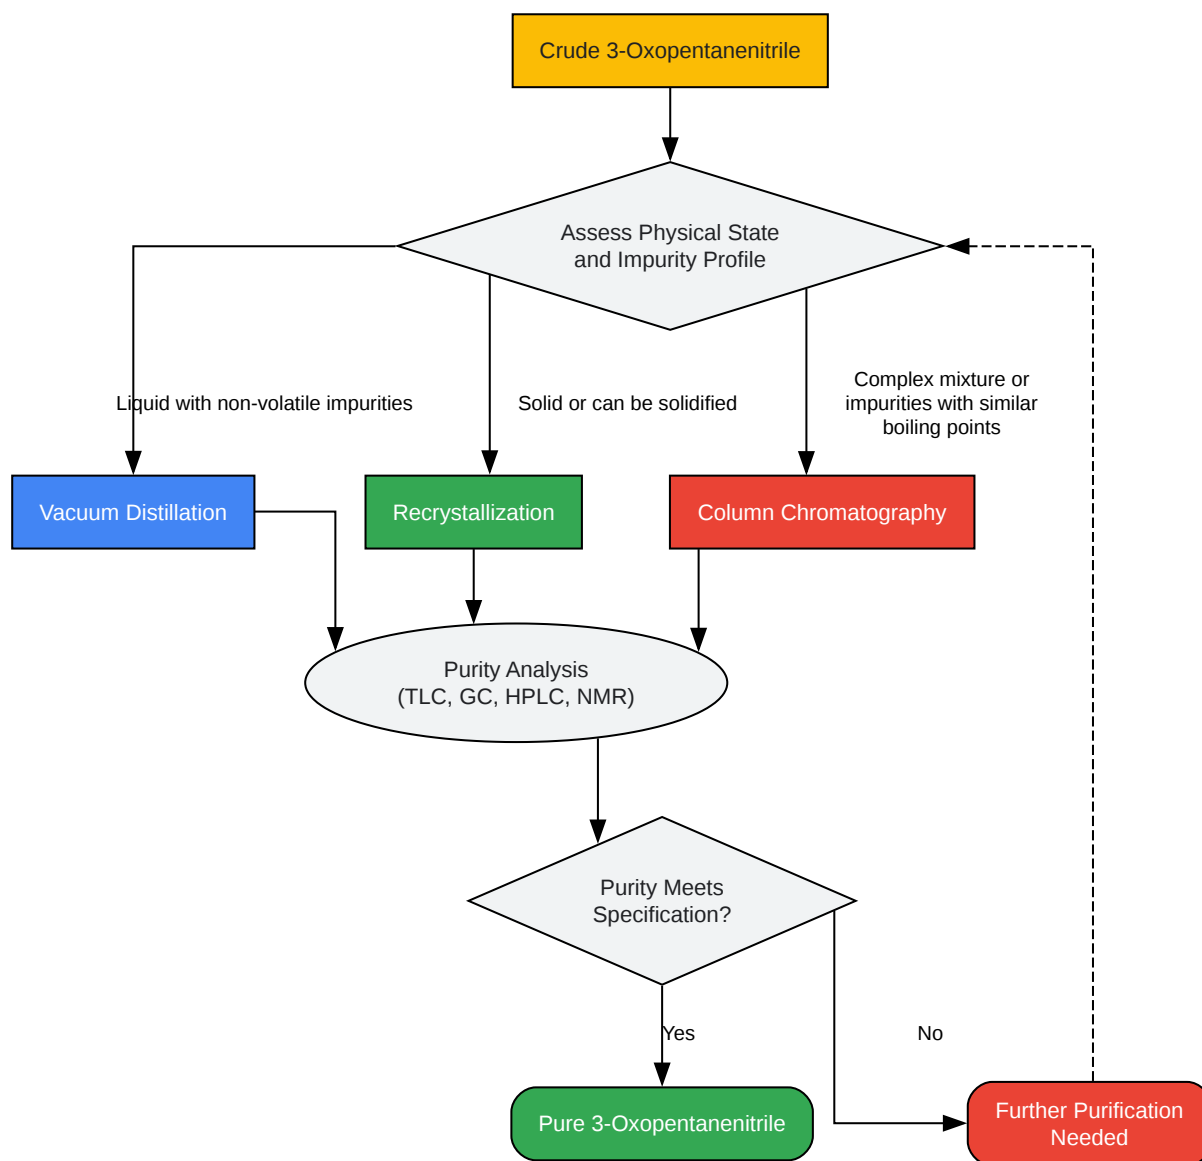 Crude 3-Oxopentanenitrile
Assess Physical State
and Impurity Profile
Liquid with non-volatile impurities
Solid or can be solidified
Complex mixture or
impurities with similar
boiling points
Vacuum Distillation
Recrystallization
Column Chromatography
Purity Analysis
(TLC, GC, HPLC, NMR)
Purity Meets
Specification?
Yes
No
Pure 3-Oxopentanenitrile
Further Purification
Needed